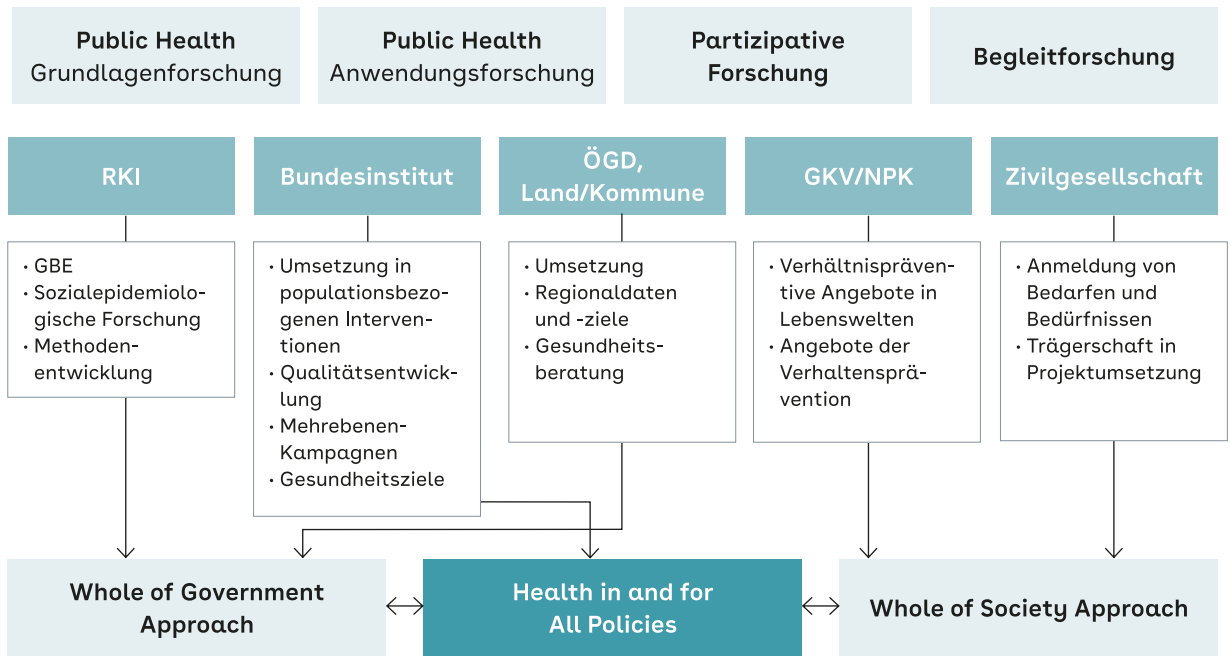 Public Health
Grundlagenforschung
Public Health
Anwendungsforschung
Partizipative
Forschung
Begleitforschung
RKI
Bundesinstitut
ÖGD,
Land/Kommune
GKV/NPK
Zivilgesellschaft
· GBE
· Sozialepidemiolo-
gische Forschung
· Methoden-
entwicklung
· Umsetzung in
populationsbezo-
genen Interven-
tionen
· Qualitätsentwick-
lung
· Mehrebenen-
Kampagnen
· Gesundheitsziele
· Umsetzung
· Regionaldaten
und -ziele
· Gesundheits-
beratung
· Verhältnispräven-
tive Angebote in
Lebenswelten
· Angebote der
Verhaltensprä-
vention
· Anmeldung von
Bedarfen und
Bedürfnissen
· Trägerschaft in
Projektumsetzung
Whole of Government
Approach
Health in and for
All Policies
Whole of Society Approach